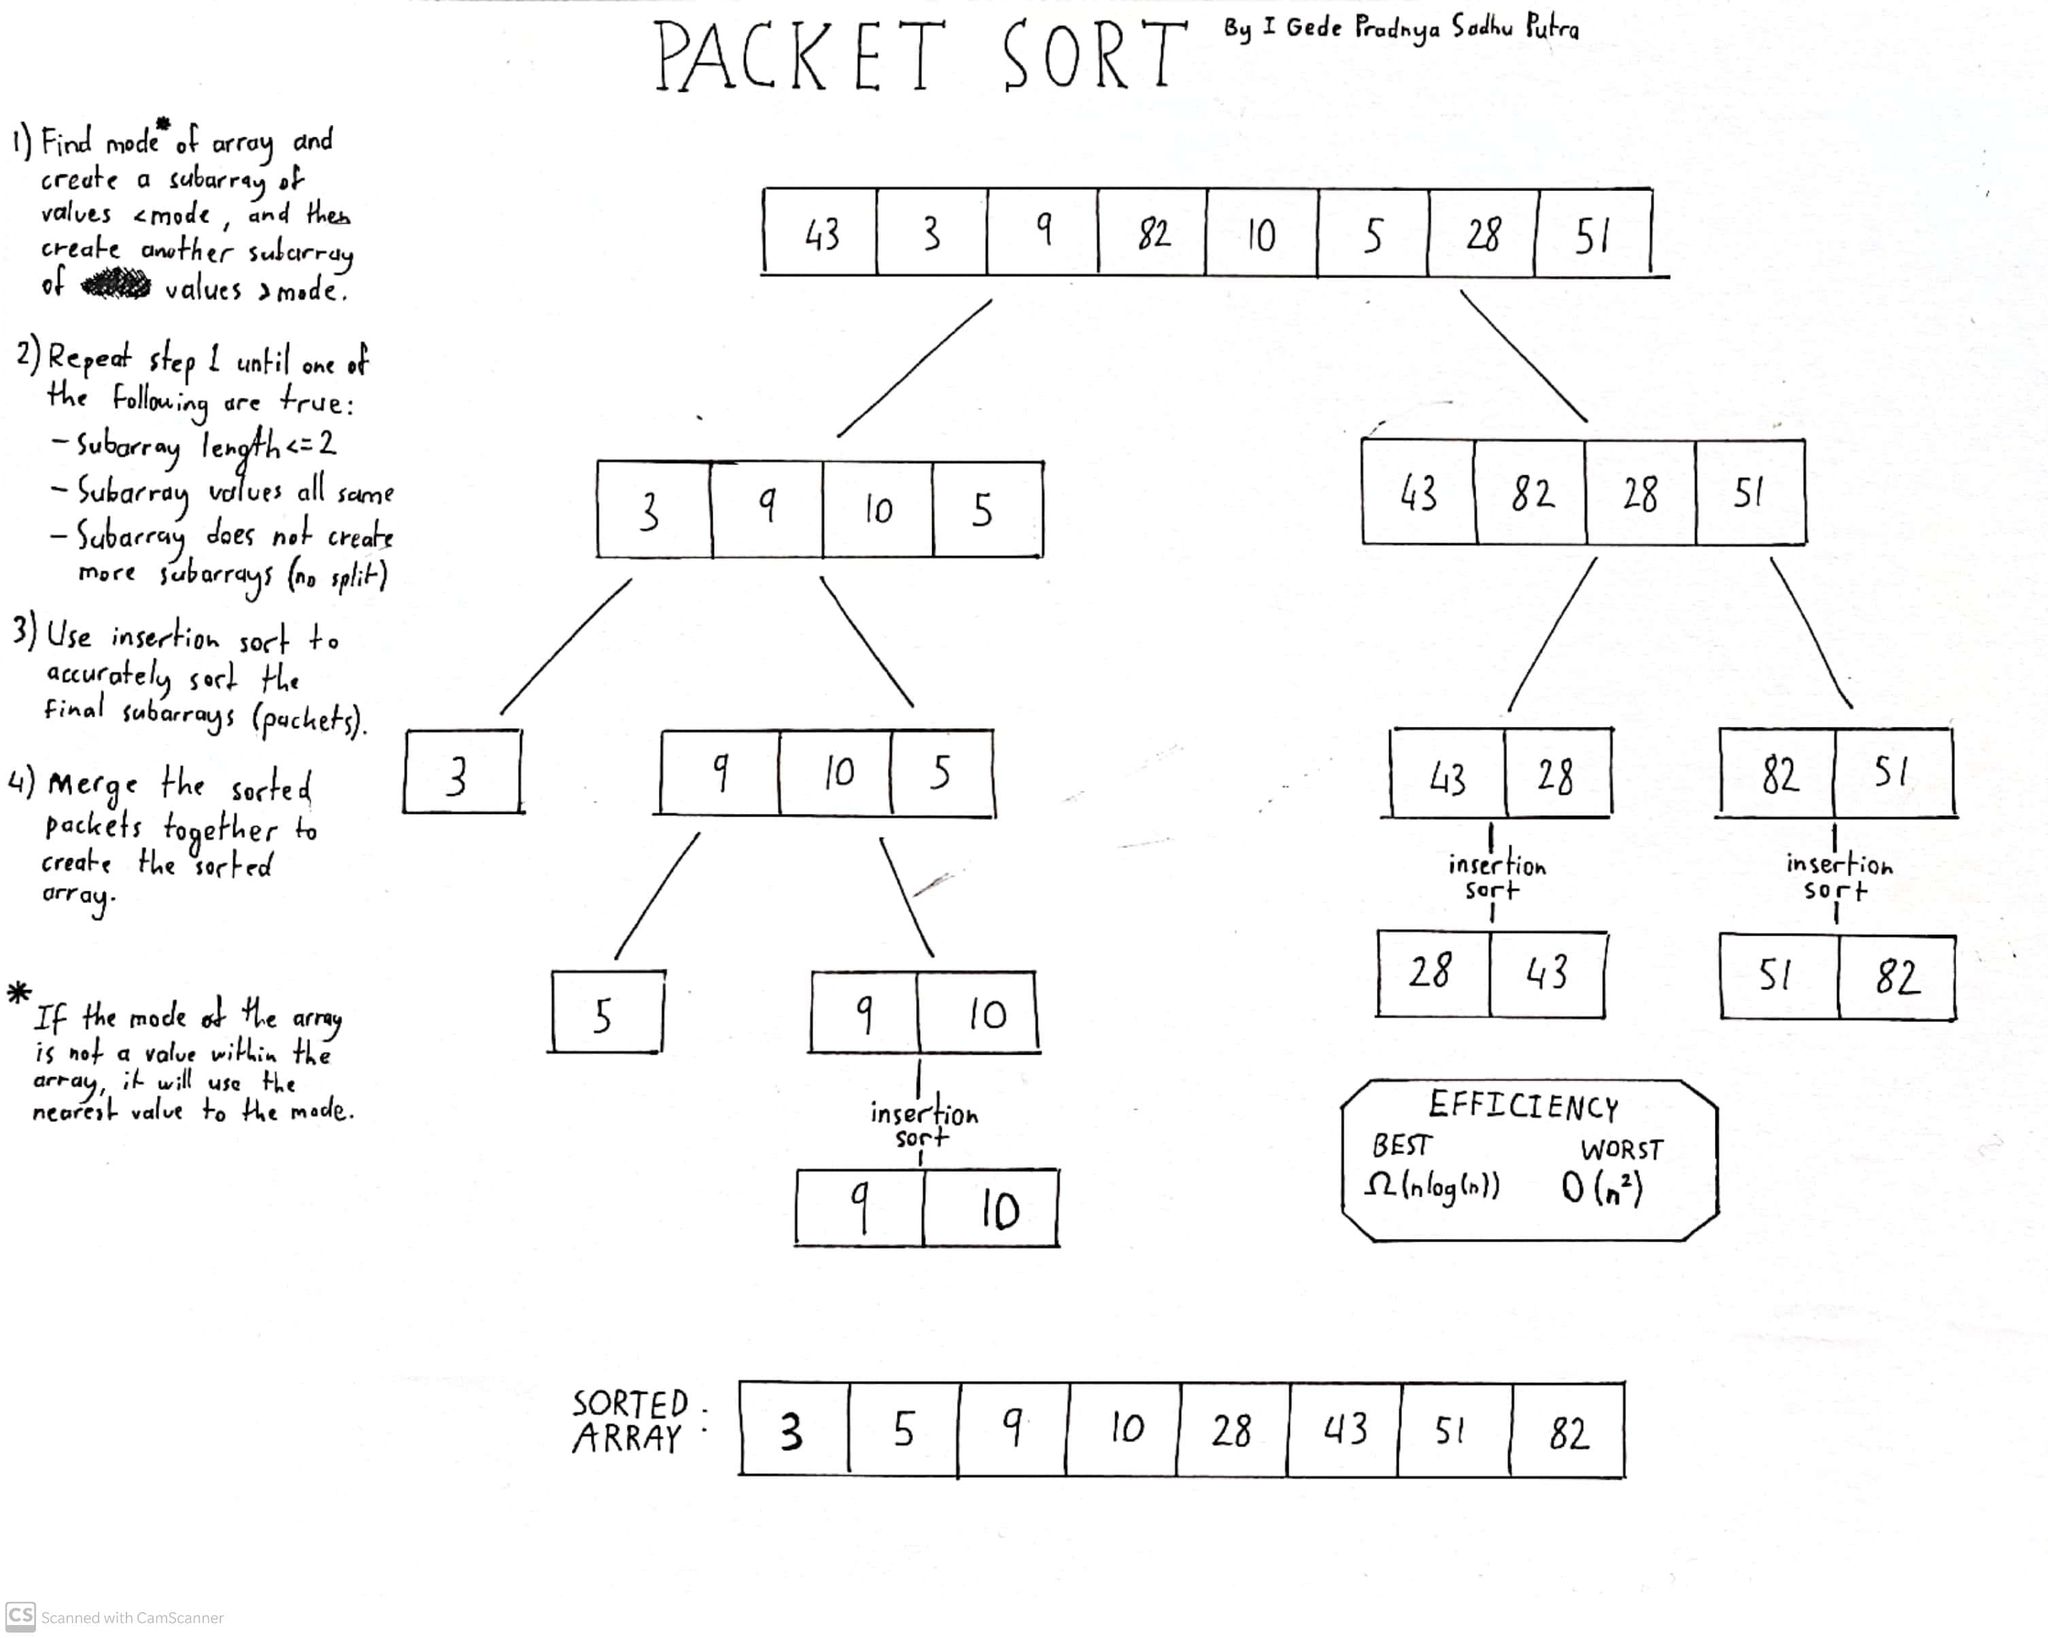 PACKET SORT By I Gede Pradnya Sadhu Putra
1) Find mode* of array and
create a subarray of
values <mode, and then
create another subarray
of values >mode.
2) Repeat step 1 until one of
the following are true:
- Subarray length <= 2
- Subarray values all same
- Subarray does not create
more subarrays (no split)
3) Use insertion sort to
accurately sort the
final subarrays (packets).
4) Merge the sorted
packets together to
create the sorted
array.
* If the mode of the array
is not a value within the
array, it will use the
nearest value to the mode.
43 3 9 82 10 5 28 51
3 9 10 5
43 82 28 51
3
9 10 5
43 28
82 51
insertion
sort
insertion
sort
28 43
51 82
5
9 10
insertion
sort
9 10
EFFICIENCY
BEST WORST
Ω(nlog(n)) O(n²)
SORTED
ARRAY :
3 5 9 10 28 43 51 82
CS Scanned with CamScanner